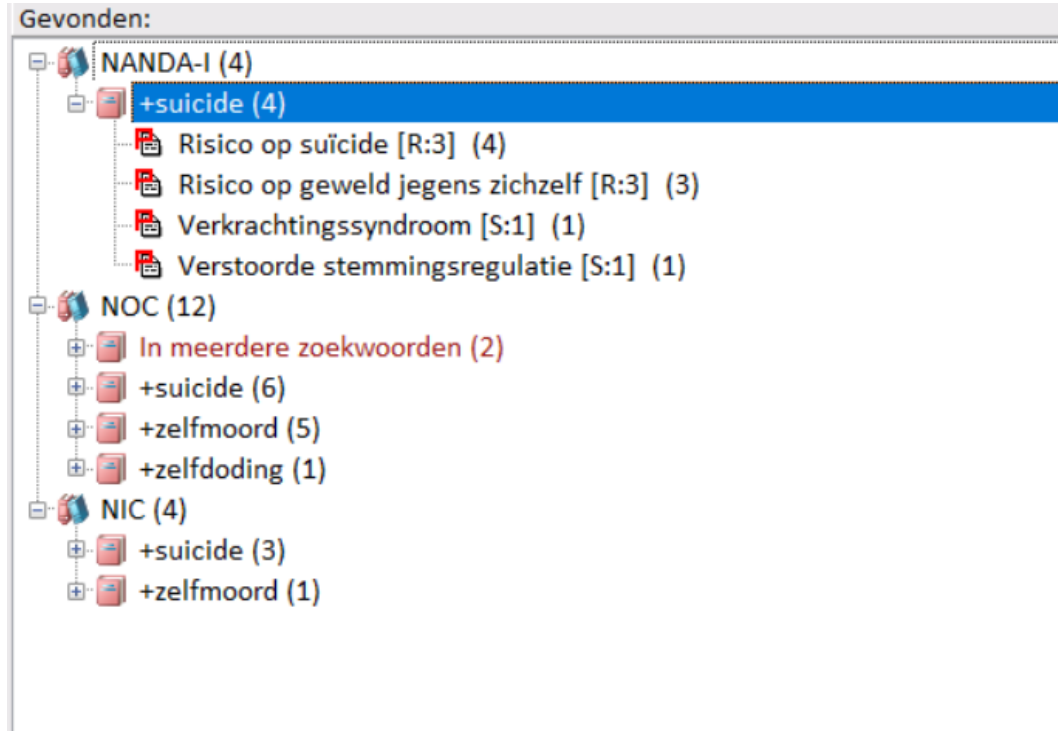 Gevonden:
NANDA-I (4)
+suicide (4)
Risico op suïcide [R:3] (4)
Risico op geweld jegens zichzelf [R:3] (3)
Verkrachtingssyndroom [S:1] (1)
Verstoorde stemmingsregulatie [S:1] (1)
NOC (12)
In meerdere zoekwoorden (2)
+suicide (6)
+zelfmoord (5)
+zelfdoding (1)
NIC (4)
+suicide (3)
+zelfmoord (1)